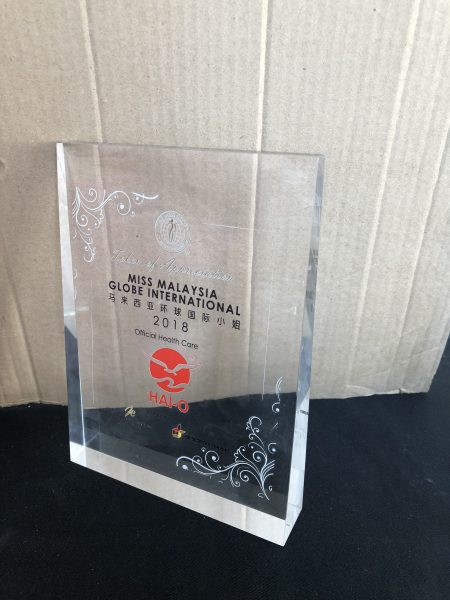 Token of Appreciation
MISS MALAYSIA
GLOBE INTERNATIONAL
马来西亚环球国际小姐
2018
Official Health Care
HAI-O